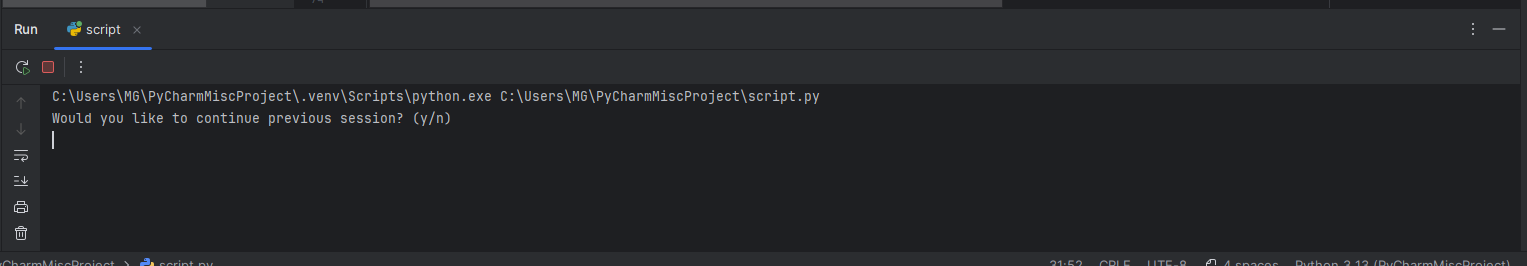 Run script
C:\Users\MG\PyCharmMiscProject\.venv\Scripts\python.exe C:\Users\MG\PyCharmMiscProject\script.py
Would you like to continue previous session? (y/n)
yCharmMiscProject > script.py 31:52 CRLF UTF-8 4 spaces Python 3.13 (PyCharmMiscProject)